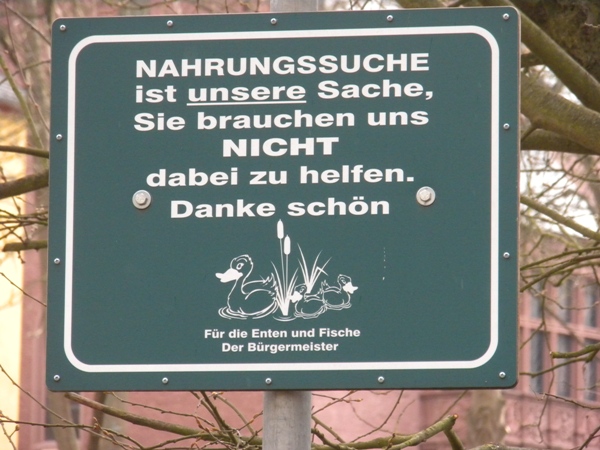 NAHRUNGSSUCHE
ist unsere Sache,
Sie brauchen uns
NICHT
dabei zu helfen.
Danke schön
Für die Enten und Fische
Der Bürgermeister